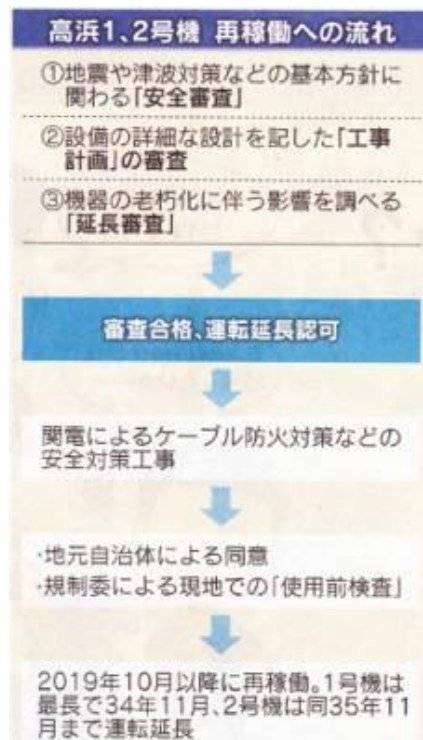 高浜1、2号機 再稼働への流れ
①地震や津波対策などの基本方針に
関わる「安全審査」
②設備の詳細な設計を記した「工事
計画」の審査
③機器の老朽化に伴う影響を調べる
「延長審査」
審査合格、運転延長認可
関電によるケーブル防火対策などの
安全対策工事
・地元自治体による同意
・規制委による現地での「使用前検査」
2019年10月以降に再稼働。1号機は
最長で34年11月、2号機は同35年11
月まで運転延長